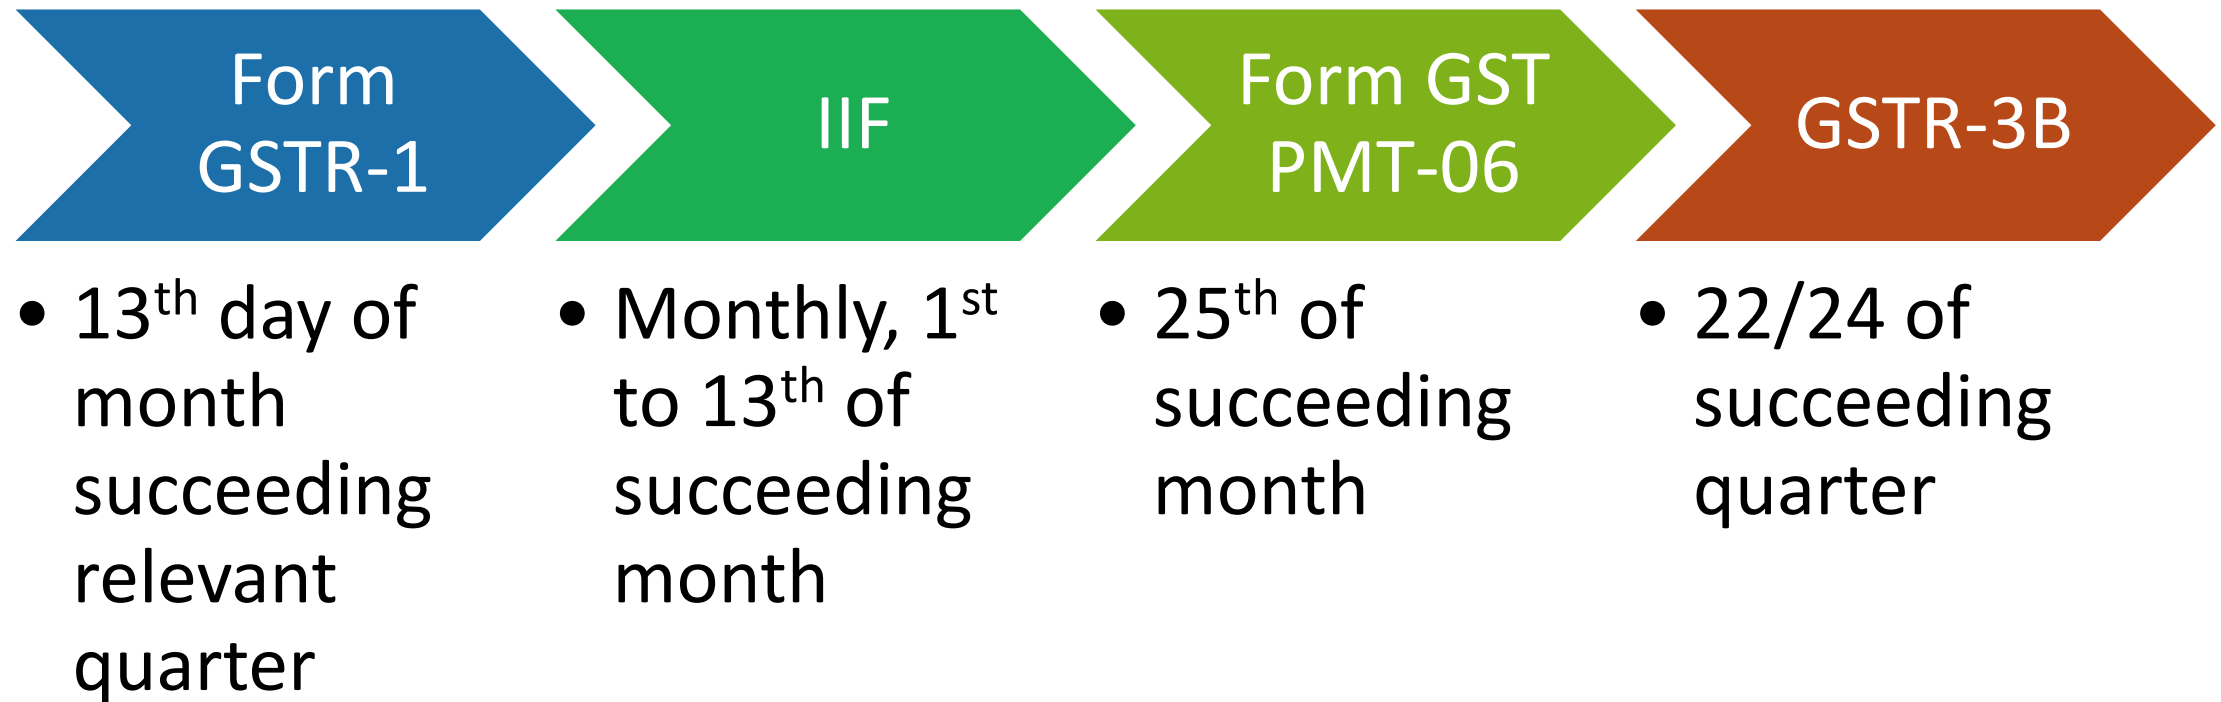 Form
GSTR-1
IIF
Form GST
PMT-06
GSTR-3B
• 13th day of
month
succeeding
relevant
quarter
• Monthly, 1st
to 13th of
succeeding
month
• 25th of
succeeding
month
• 22/24 of
succeeding
quarter